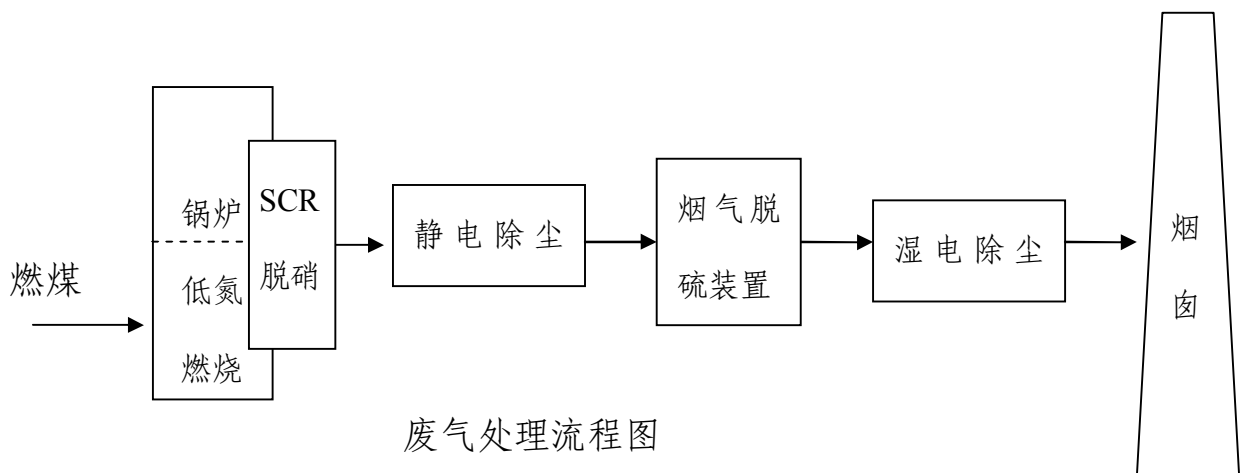 燃煤
锅炉
低氮
燃烧
SCR
脱硝
静电除尘
烟气脱
硫装置
湿电除尘
烟
囱
废气处理流程图